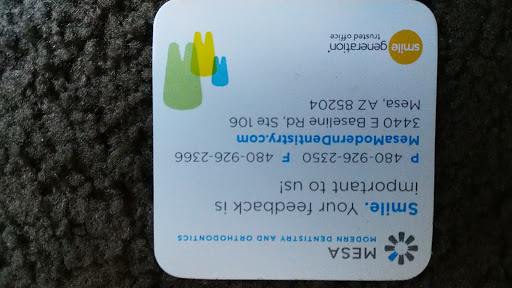 MESA
MODERN DENTISTRY AND ORTHODONTICS
Smile. Your feedback is
important to us!
P 480-926-2350 F 480-926-2366
MesaModernDentistry.com
3440 E Baseline Rd, Ste 106
Mesa, AZ 85204
smile generation®
trusted office